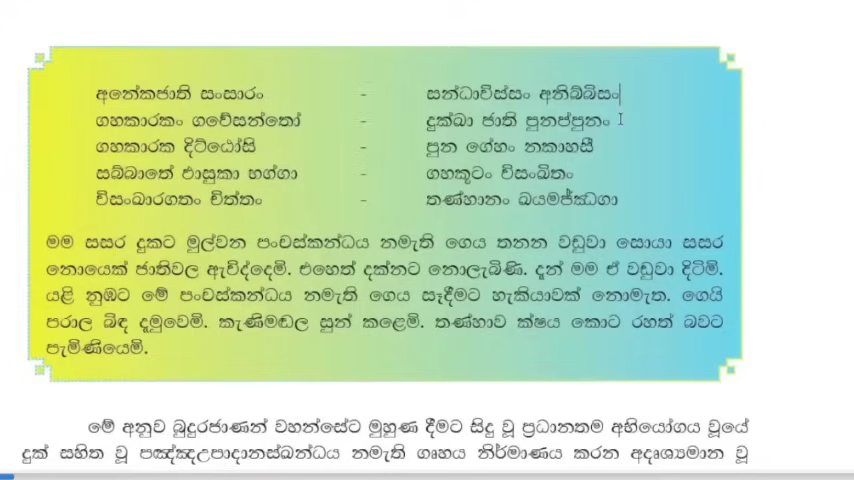 අනේකජාති සංසාරං - සන්ධාවිස්සං අනිබ්බිසං
ගහකාරකං ගවේසන්තෝ - දුක්ඛා ජාති පුනප්පුනං
ගහකාරක දිට්ඨෝසි - පුන ගේහං නකාහසී
සබ්බාතේ ඵාසුකා භග්ගා - ගහකූටං විසංඛිතං
විසංඛාරගතං චිත්තං - තණ්හානං ඛයමජ්ඣගා
මම සසර දුකට මුල්වන පංචස්කන්ධය නමැති ගෙය තනන වඩුවා සොයා සසර
නොයෙක් ජාතිවල ඇවිද්දෙමි. එහෙත් දක්නට නොලැබිණි. දැන් මම ඒ වඩුවා දිටිමි.
යළි නුඹට මේ පංචස්කන්ධය නමැති ගෙය සෑදීමට හැකියාවක් නොමැත. ගෙයි
පරාල බිඳ දැමුවෙමි. කැණිමඬල සුන් කළෙමි. තණ්හාව ක්ෂය කොට රහත් බවට
පැමිණියෙමි.
මේ අනුව බුදුරජාණන් වහන්සේට මුහුණ දීමට සිදු වූ ප්‍රධානතම අභියෝගය වූයේ
දුක් සහිත වූ පඤ්ඤඋපාදානස්ඛන්ධය නමැති ගෘහය නිර්මාණය කරන අදෘශ්‍යමාන වූ